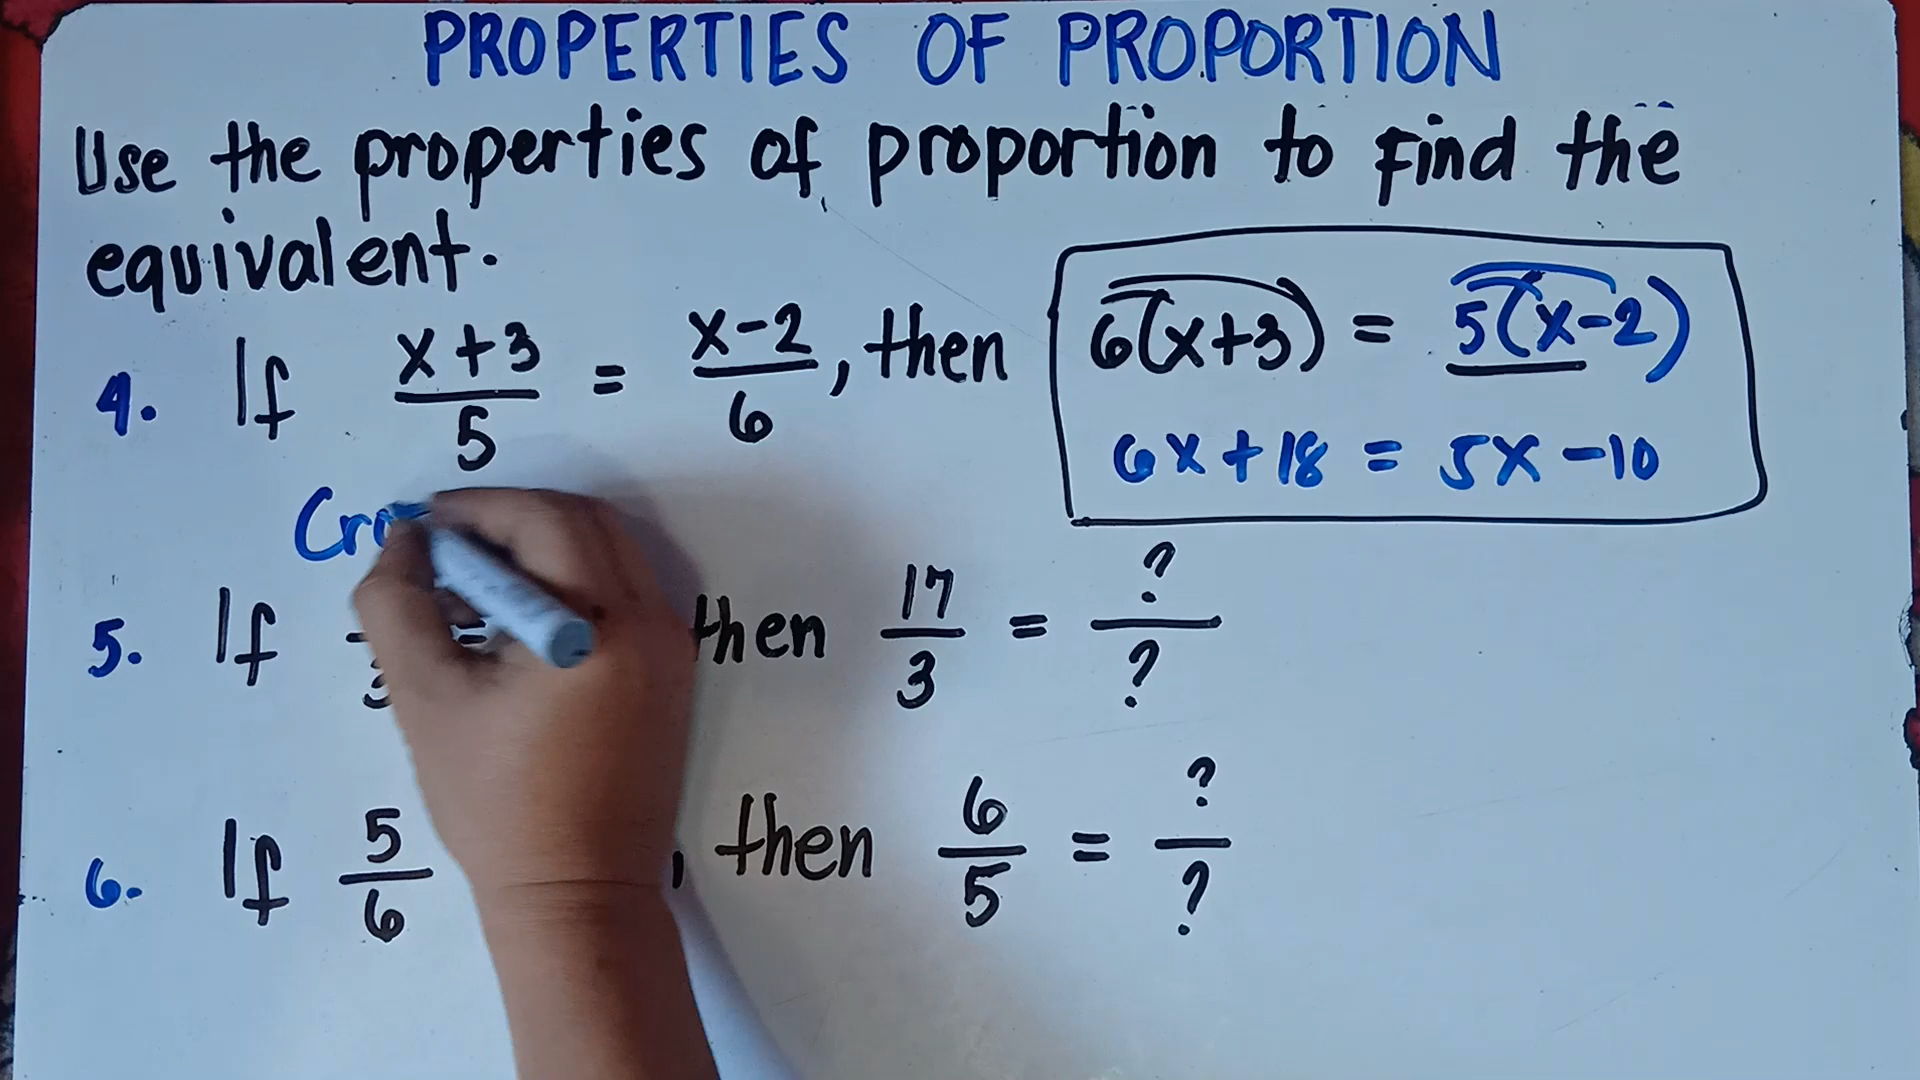 PROPERTIES OF PROPORTION
Use the properties of proportion to Find the
equivalent.
4. If x+3/5 = x-2/6, then 6(x+3) = 5(x-2)
6x+18 = 5x-10
5. If /3 = then 17/3 = ?/?
6. If 5/6 , then 6/5 = ?/?